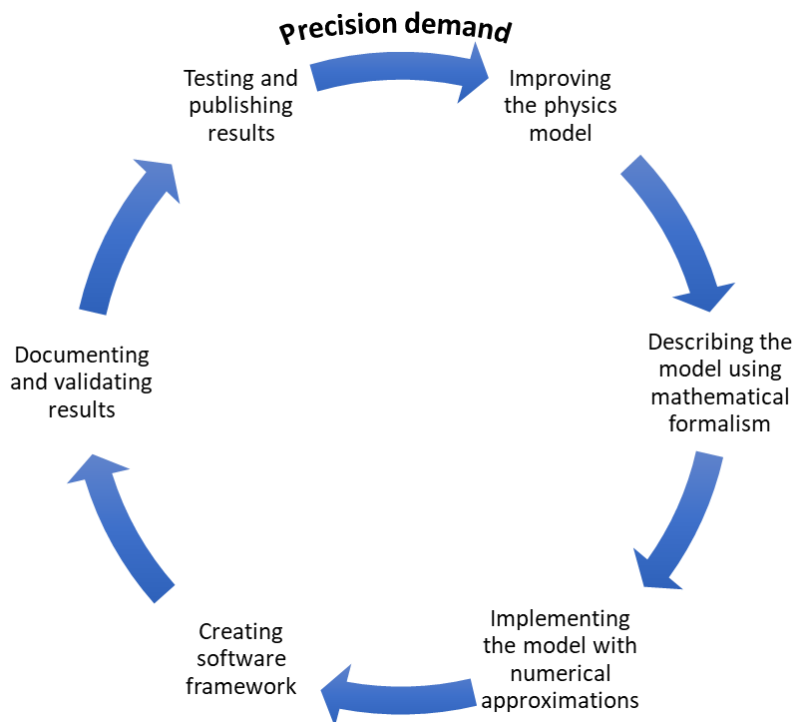 Precision demand
Testing and
publishing
results
Improving
the physics
model
Describing the
model using
mathematical
formalism
Implementing
the model with
numerical
approximations
Creating
software
framework
Documenting
and validating
results